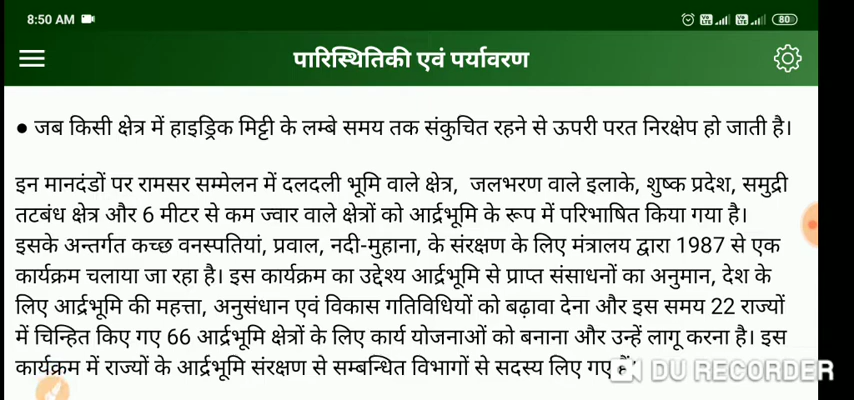 8:50 AM
80
पारिस्थितिकी एवं पर्यावरण
● जब किसी क्षेत्र में हाइड्रिक मिट्टी के लम्बे समय तक संकुचित रहने से ऊपरी परत निरक्षेप हो जाती है।
इन मानदंडों पर रामसर सम्मेलन में दलदली भूमि वाले क्षेत्र, जलभरण वाले इलाके, शुष्क प्रदेश, समुद्री
तटबंध क्षेत्र और 6 मीटर से कम ज्वार वाले क्षेत्रों को आर्द्रभूमि के रूप में परिभाषित किया गया है।
इसके अन्तर्गत कच्छ वनस्पतियां, प्रवाल, नदी-मुहाना, के संरक्षण के लिए मंत्रालय द्वारा 1987 से एक
कार्यक्रम चलाया जा रहा है। इस कार्यक्रम का उद्देश्य आर्द्रभूमि से प्राप्त संसाधनों का अनुमान, देश के
लिए आर्द्रभूमि की महत्ता, अनुसंधान एवं विकास गतिविधियों को बढ़ावा देना और इस समय 22 राज्यों
में चिन्हित किए गए 66 आर्द्रभूमि क्षेत्रों के लिए कार्य योजनाओं को बनाना और उन्हें लागू करना है। इस
कार्यक्रम में राज्यों के आर्द्रभूमि संरक्षण से सम्बन्धित विभागों से सदस्य लिए गए हैं
DU RECORDER